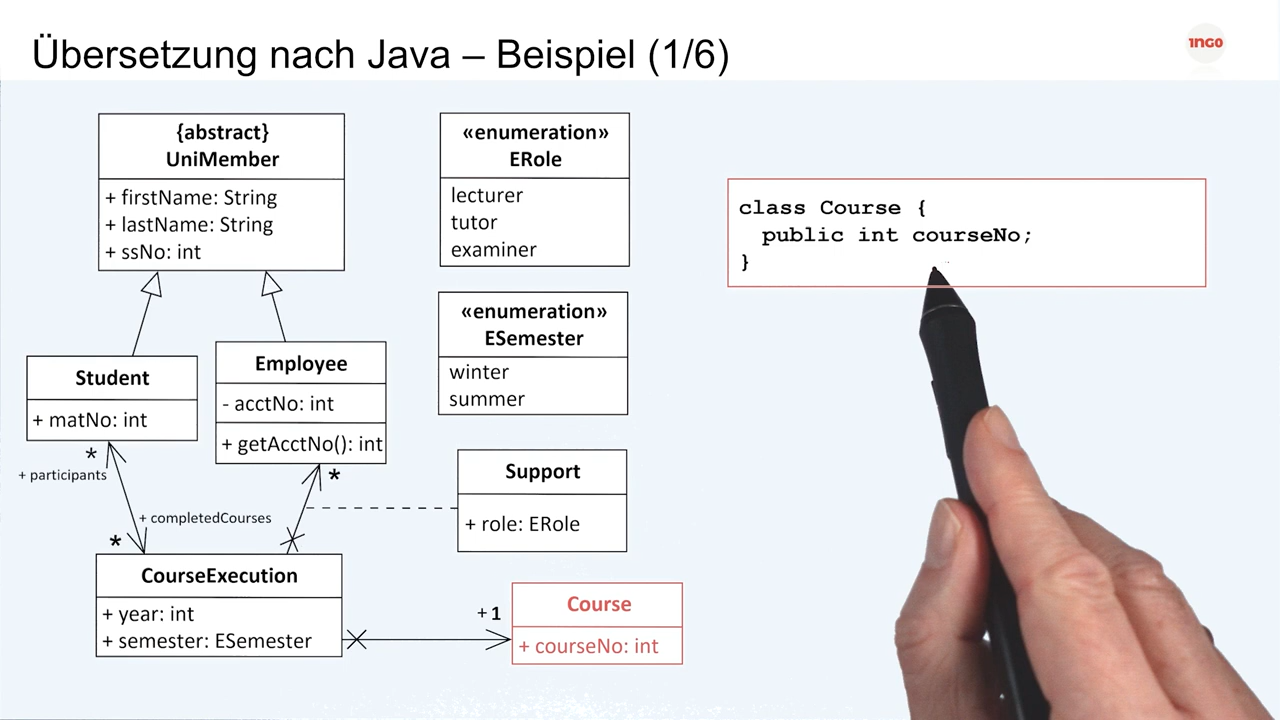 Übersetzung nach Java – Beispiel (1/6)
1NGO
{abstract}
UniMember
+ firstName: String
+ lastName: String
+ ssNo: int
«enumeration»
ERole
lecturer
tutor
examiner
class Course {
public int courseNo;
}
«enumeration»
ESemester
winter
summer
Student
+ matNo: int
Employee
- acctNo: int
+ getAcctNo(): int
*
+ participants
*
+ completedCourses
*
Support
+ role: ERole
CourseExecution
+ year: int
+ semester: ESemester
+ 1
Course
+ courseNo: int